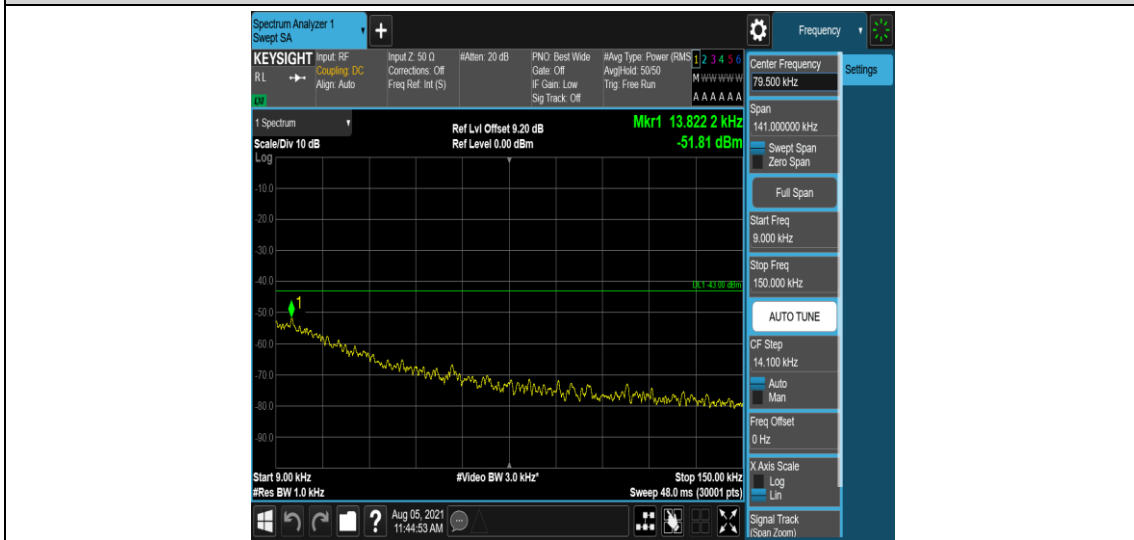 Spectrum Analyzer 1
Swept SA
+
Frequency
KEYSIGHT
RL
LXI
Input: RF
Coupling: DC
Align: Auto
Input Z: 50 Ω
Corrections: Off
Freq Ref: Int (S)
#Atten: 20 dB
PNO: Best Wide
Gate: Off
IF Gain: Low
Sig Track: Off
#Avg Type: Power (RMS
Avg|Hold: 50/50
Trig: Free Run
1 2 3 4 5 6
M W W W W W
A A A A A A
1 Spectrum
Scale/Div 10 dB
Ref Lvl Offset 9.20 dB
Ref Level 0.00 dBm
Mkr1 13.822 2 kHz
-51.81 dBm
Log
-10.0
-20.0
-30.0
-40.0
DL1 -43.00 dBm
1
-50.0
-60.0
-70.0
-80.0
-90.0
Start 9.00 kHz
#Video BW 3.0 kHz*
Stop 150.00 kHz
#Res BW 1.0 kHz
Sweep 48.0 ms (30001 pts)
?
Aug 05, 2021
11:44:53 AM
Center Frequency
79.500 kHz
Settings
Span
141.000000 kHz
Swept Span
Zero Span
Full Span
Start Freq
9.000 kHz
Stop Freq
150.000 kHz
AUTO TUNE
CF Step
14.100 kHz
Auto
Man
Freq Offset
0 Hz
X Axis Scale
Log
Lin
Signal Track
(Span Zoom)